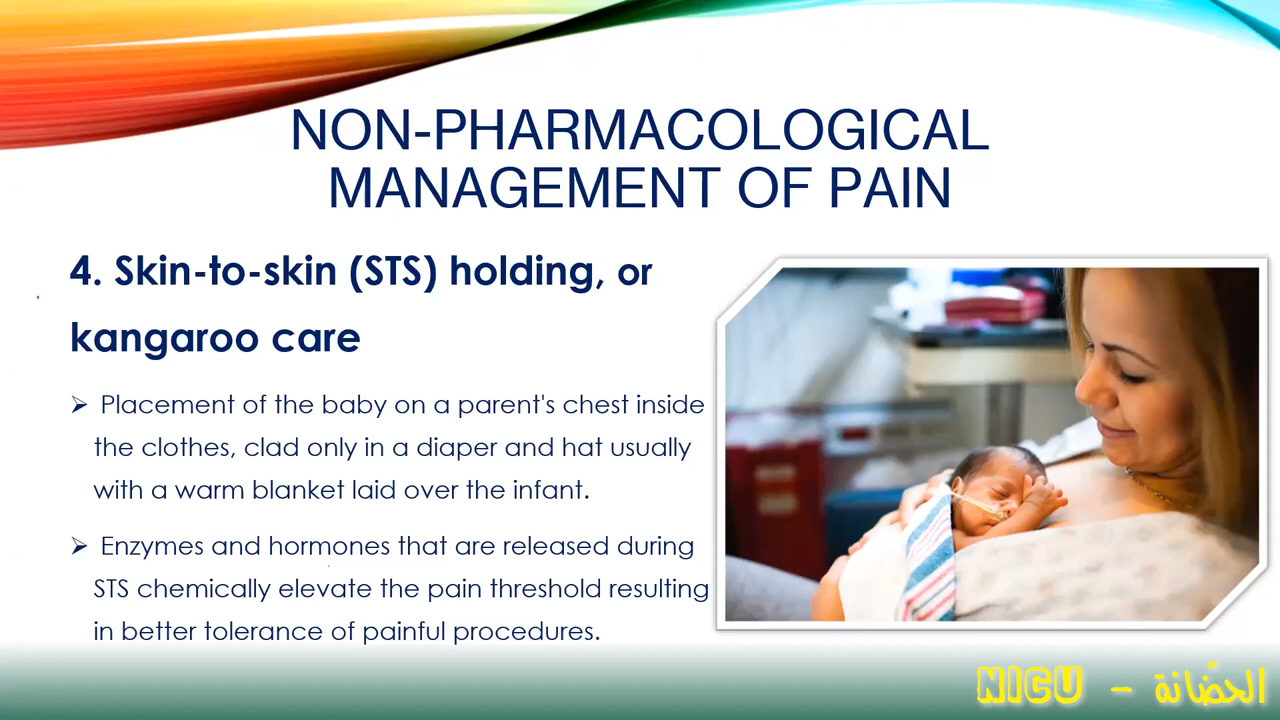 NON-PHARMACOLOGICAL
MANAGEMENT OF PAIN
4. Skin-to-skin (STS) holding, or
kangaroo care
➢ Placement of the baby on a parent's chest inside
the clothes, clad only in a diaper and hat usually
with a warm blanket laid over the infant.
➢ Enzymes and hormones that are released during
STS chemically elevate the pain threshold resulting
in better tolerance of painful procedures.
NICU - الحضّانة